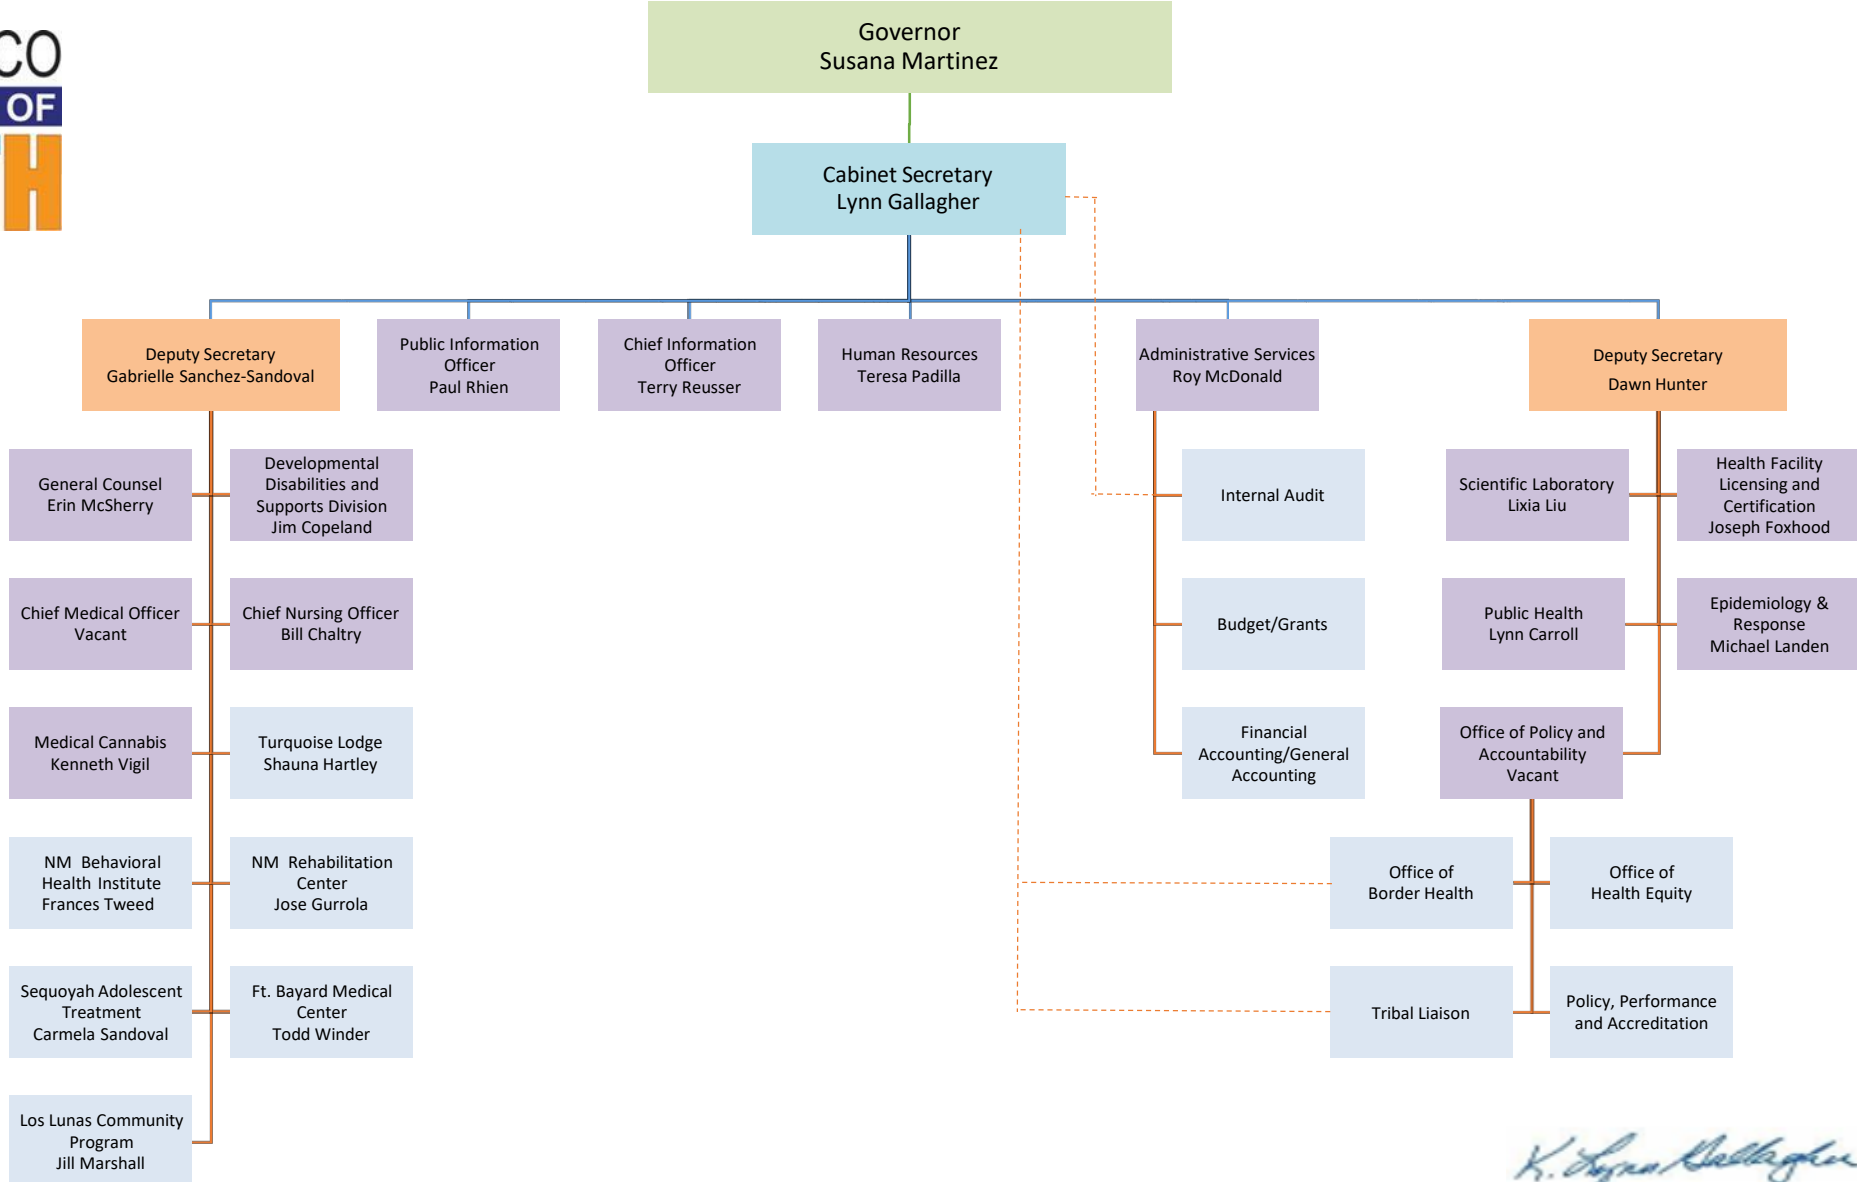 CO
OF
H
Governor
Susana Martinez
Cabinet Secretary
Lynn Gallagher
Deputy Secretary
Gabrielle Sanchez-Sandoval
Public Information
Officer
Paul Rhien
Chief Information
Officer
Terry Reusser
Human Resources
Teresa Padilla
Administrative Services
Roy McDonald
Deputy Secretary
Dawn Hunter
General Counsel
Erin McSherry
Developmental
Disabilities and
Supports Division
Jim Copeland
Internal Audit
Scientific Laboratory
Lixia Liu
Health Facility
Licensing and
Certification
Joseph Foxhood
Chief Medical Officer
Vacant
Chief Nursing Officer
Bill Chaltry
Budget/Grants
Public Health
Lynn Carroll
Epidemiology &
Response
Michael Landen
Medical Cannabis
Kenneth Vigil
Turquoise Lodge
Shauna Hartley
Financial
Accounting/General
Accounting
Office of Policy and
Accountability
Vacant
NM Behavioral
Health Institute
Frances Tweed
NM Rehabilitation
Center
Jose Gurrola
Office of
Border Health
Office of
Health Equity
Sequoyah Adolescent
Treatment
Carmela Sandoval
Ft. Bayard Medical
Center
Todd Winder
Tribal Liaison
Policy, Performance
and Accreditation
Los Lunas Community
Program
Jill Marshall
K. Lynn Gallagher